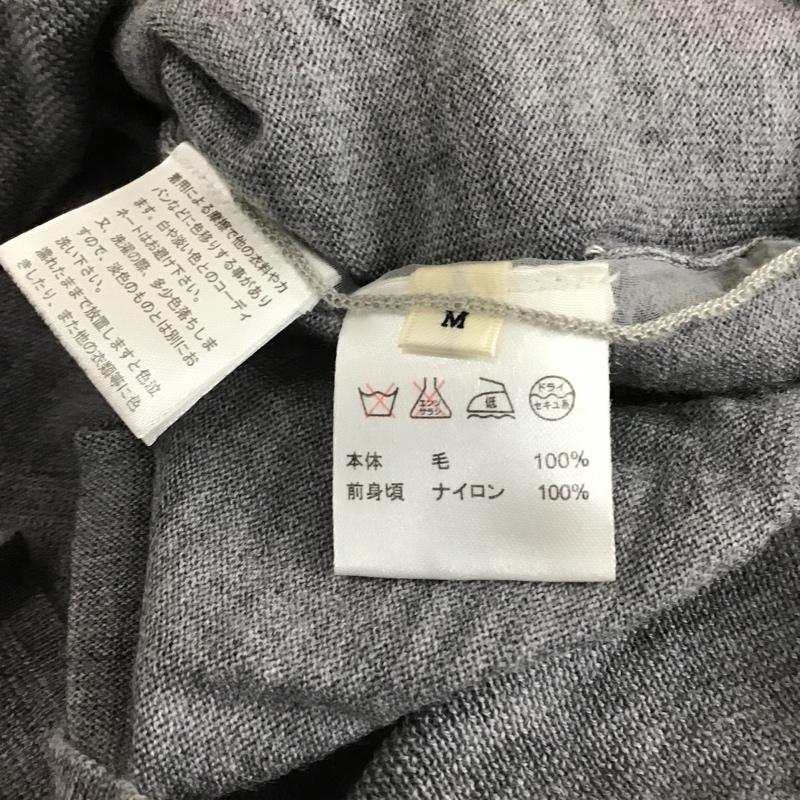 着用による摩擦で他の衣料やカ
バンなどに色移りする事があり
ます。白や淡い色とのコーディ
ネートはお避け下さい。
又、洗濯の際、多少色落ちしま
すので、淡色のものとは別にお
洗い下さい。
濡れたままで放置しますと色泣
きしたり、また他の衣類等に色
M
エンソ
サラシ
低
ドライ
セキユ系
本体 毛 100%
前身頃 ナイロン 100%